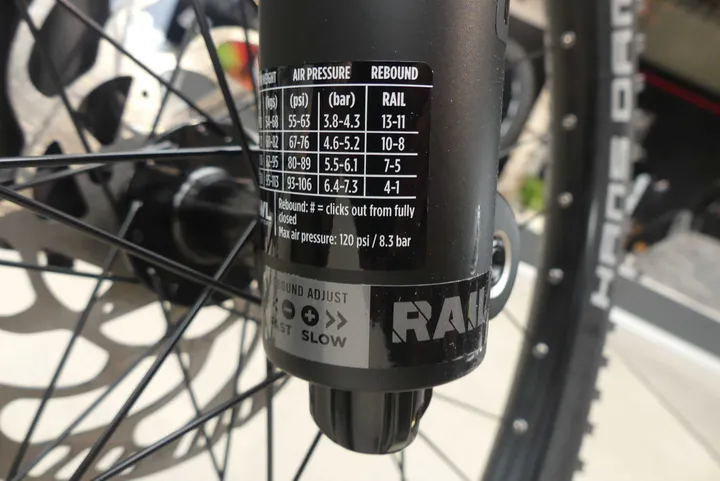 AIR PRESSURE REBOUND
(psi) (bar) RAIL
55-63 3.8-4.3 13-11
67-76 4.6-5.2 10-8
80-89 5.5-6.1 7-5
93-106 6.4-7.3 4-1
Rebound: # = clicks out from fully
closed
Max air pressure: 120 psi / 8.3 bar
ADJUST
SLOW
RAIL
HANS DAM